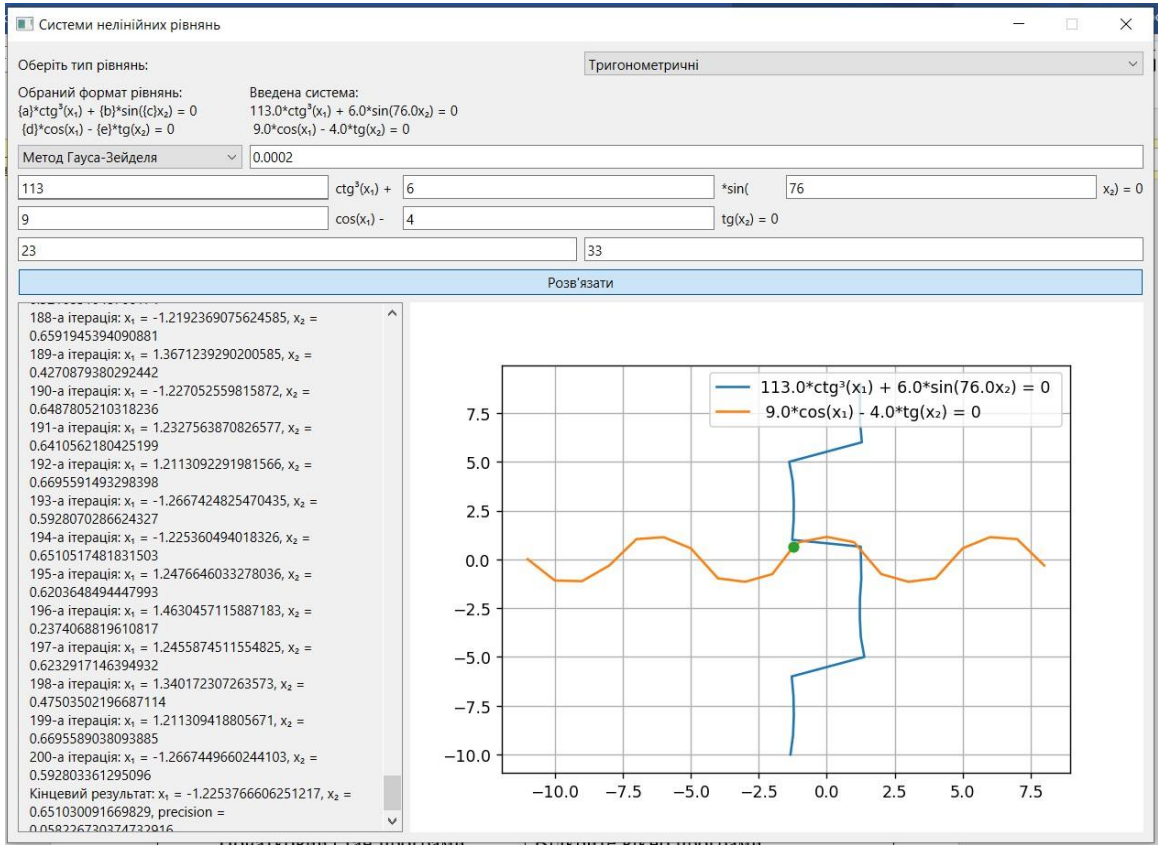 Системи нелінійних рівнянь
Оберіть тип рівнянь:
Тригонометричні
Обраний формат рівнянь:
{a}*ctg³(x₁) + {b}*sin({c}x₂) = 0
{d}*cos(x₁) - {e}*tg(x₂) = 0
Введена система:
113.0*ctg³(x₁) + 6.0*sin(76.0x₂) = 0
9.0*cos(x₁) - 4.0*tg(x₂) = 0
Метод Гауса-Зейделя
0.0002
113 ctg³(x₁) + 6 *sin( 76 x₂) = 0
9 cos(x₁) - 4 tg(x₂) = 0
23
33
Розв'язати
188-а ітерація: x₁ = -1.2192369075624585, x₂ =
0.6591945394090881
189-а ітерація: x₁ = 1.3671239290200585, x₂ =
0.4270879380292442
190-а ітерація: x₁ = -1.227052559815872, x₂ =
0.6487805210318236
191-а ітерація: x₁ = 1.2327563870826577, x₂ =
0.6410562180425199
192-а ітерація: x₁ = 1.2113092291981566, x₂ =
0.6695591493298398
193-а ітерація: x₁ = -1.2667424825470435, x₂ =
0.5928070286624327
194-а ітерація: x₁ = -1.225360494018326, x₂ =
0.6510517481831503
195-а ітерація: x₁ = 1.2476646033278036, x₂ =
0.6203648494447993
196-а ітерація: x₁ = 1.4630457115887183, x₂ =
0.2374068819610817
197-а ітерація: x₁ = 1.2455874511554825, x₂ =
0.6232917146394932
198-а ітерація: x₁ = 1.340172307263573, x₂ =
0.47503502196687114
199-а ітерація: x₁ = 1.211309418805671, x₂ =
0.6695589038093885
200-а ітерація: x₁ = -1.2667449660244103, x₂ =
0.592803361295096
Кінцевий результат: x₁ = -1.2253766606251217, x₂ =
0.651030091669829, precision =
0.058226730374732916
113.0*ctg³(x₁) + 6.0*sin(76.0x₂) = 0
9.0*cos(x₁) - 4.0*tg(x₂) = 0
7.5
5.0
2.5
0.0
−2.5
−5.0
−7.5
−10.0
−10.0 −7.5 −5.0 −2.5 0.0 2.5 5.0 7.5